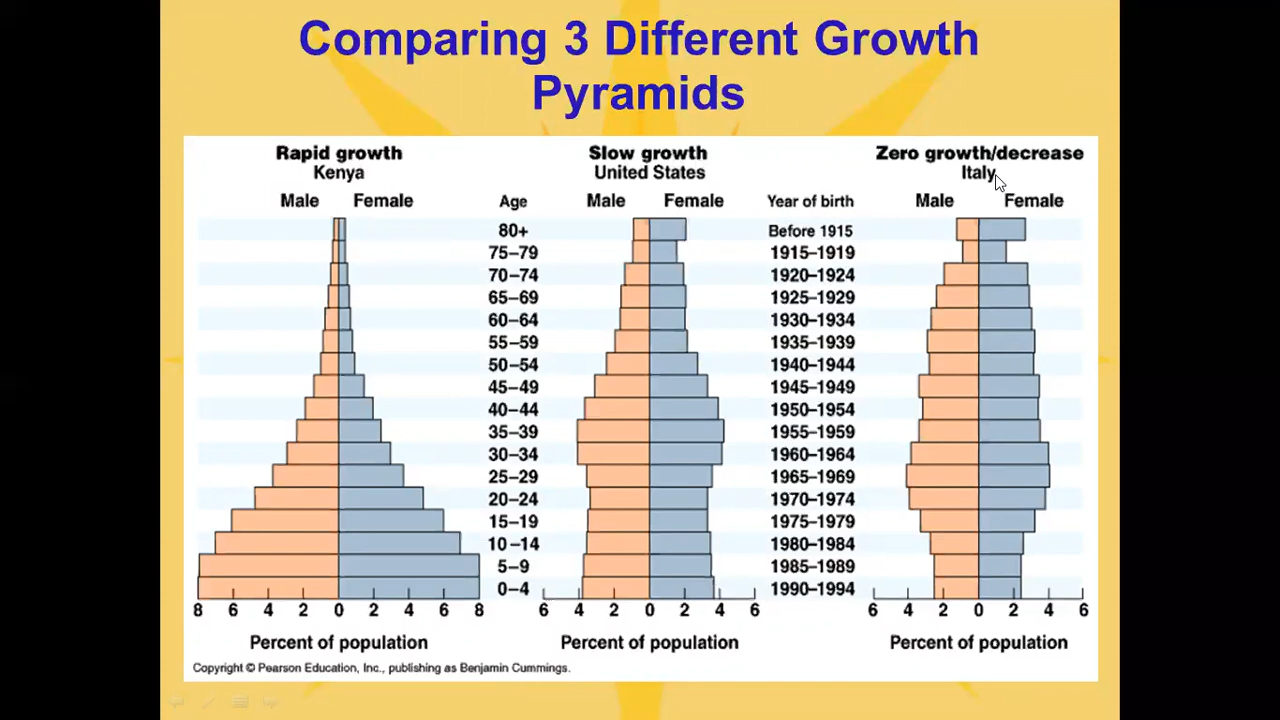 Comparing 3 Different Growth
Pyramids
Rapid growth
Kenya
Male Female
Age
Slow growth
United States
Male Female
Year of birth
Zero growth/decrease
Italy
Male Female
80+ Before 1915
75–79 1915–1919
70–74 1920–1924
65–69 1925–1929
60–64 1930–1934
55–59 1935–1939
50–54 1940–1944
45–49 1945–1949
40–44 1950–1954
35–39 1955–1959
30–34 1960–1964
25–29 1965–1969
20–24 1970–1974
15–19 1975–1979
10–14 1980–1984
5–9 1985–1989
0–4 1990–1994
8 6 4 2 0 2 4 6 8 6 4 2 0 2 4 6 6 4 2 0 2 4 6
Percent of population Percent of population Percent of population
Copyright © Pearson Education, Inc., publishing as Benjamin Cummings.